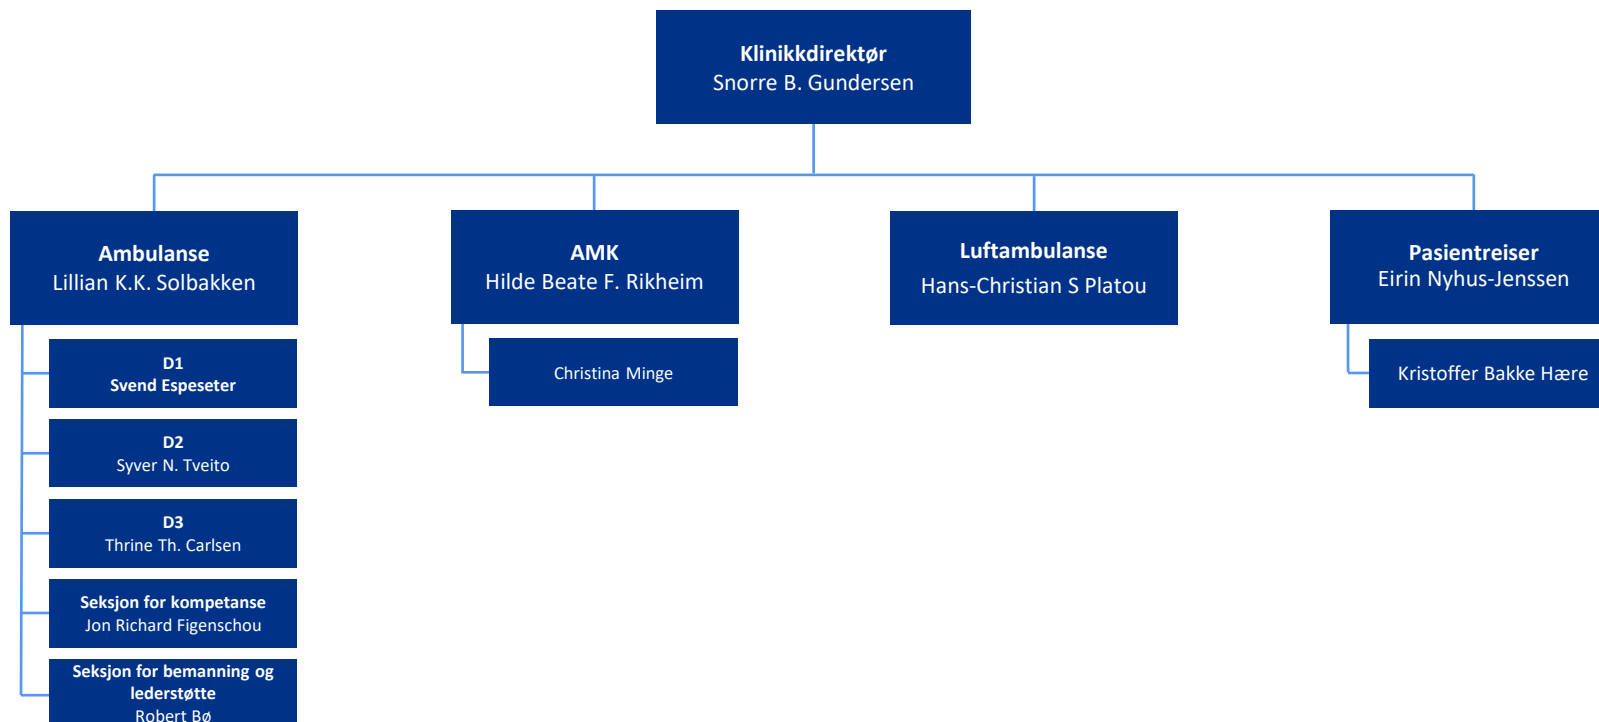 Klinikkdirektør
Snorre B. Gundersen
Ambulanse
Lillian K.K. Solbakken
AMK
Hilde Beate F. Rikheim
Luftambulanse
Hans-Christian S Platou
Pasientreiser
Eirin Nyhus-Jenssen
D1
Svend Espeseter
D2
Syver N. Tveito
D3
Thrine Th. Carlsen
Seksjon for kompetanse
Jon Richard Figenschou
Seksjon for bemanning og
lederstøtte
Robert Bø
Christina Minge
Kristoffer Bakke Hære